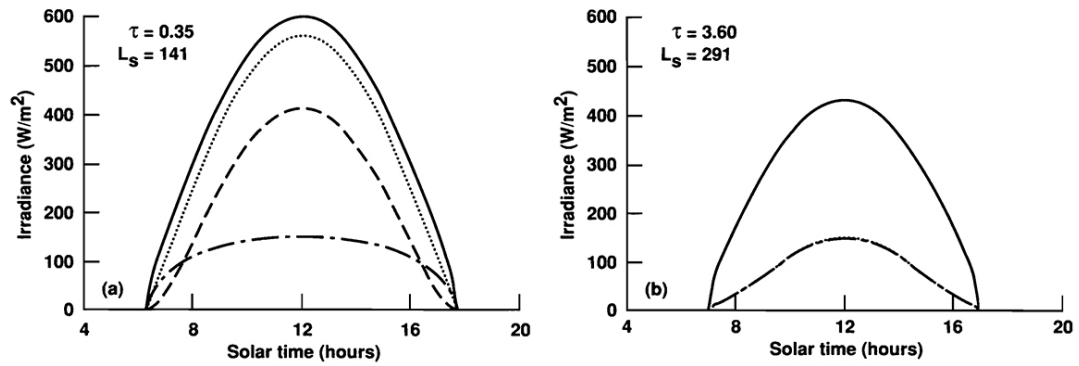 600
500
400
300
200
100
0
Irradiance (W/m²)
τ = 0.35
Lₛ = 141
(a)
4
8
12
16
20
Solar time (hours)
600
500
400
300
200
100
0
Irradiance (W/m²)
τ = 3.60
Lₛ = 291
(b)
4
8
12
16
20
Solar time (hours)